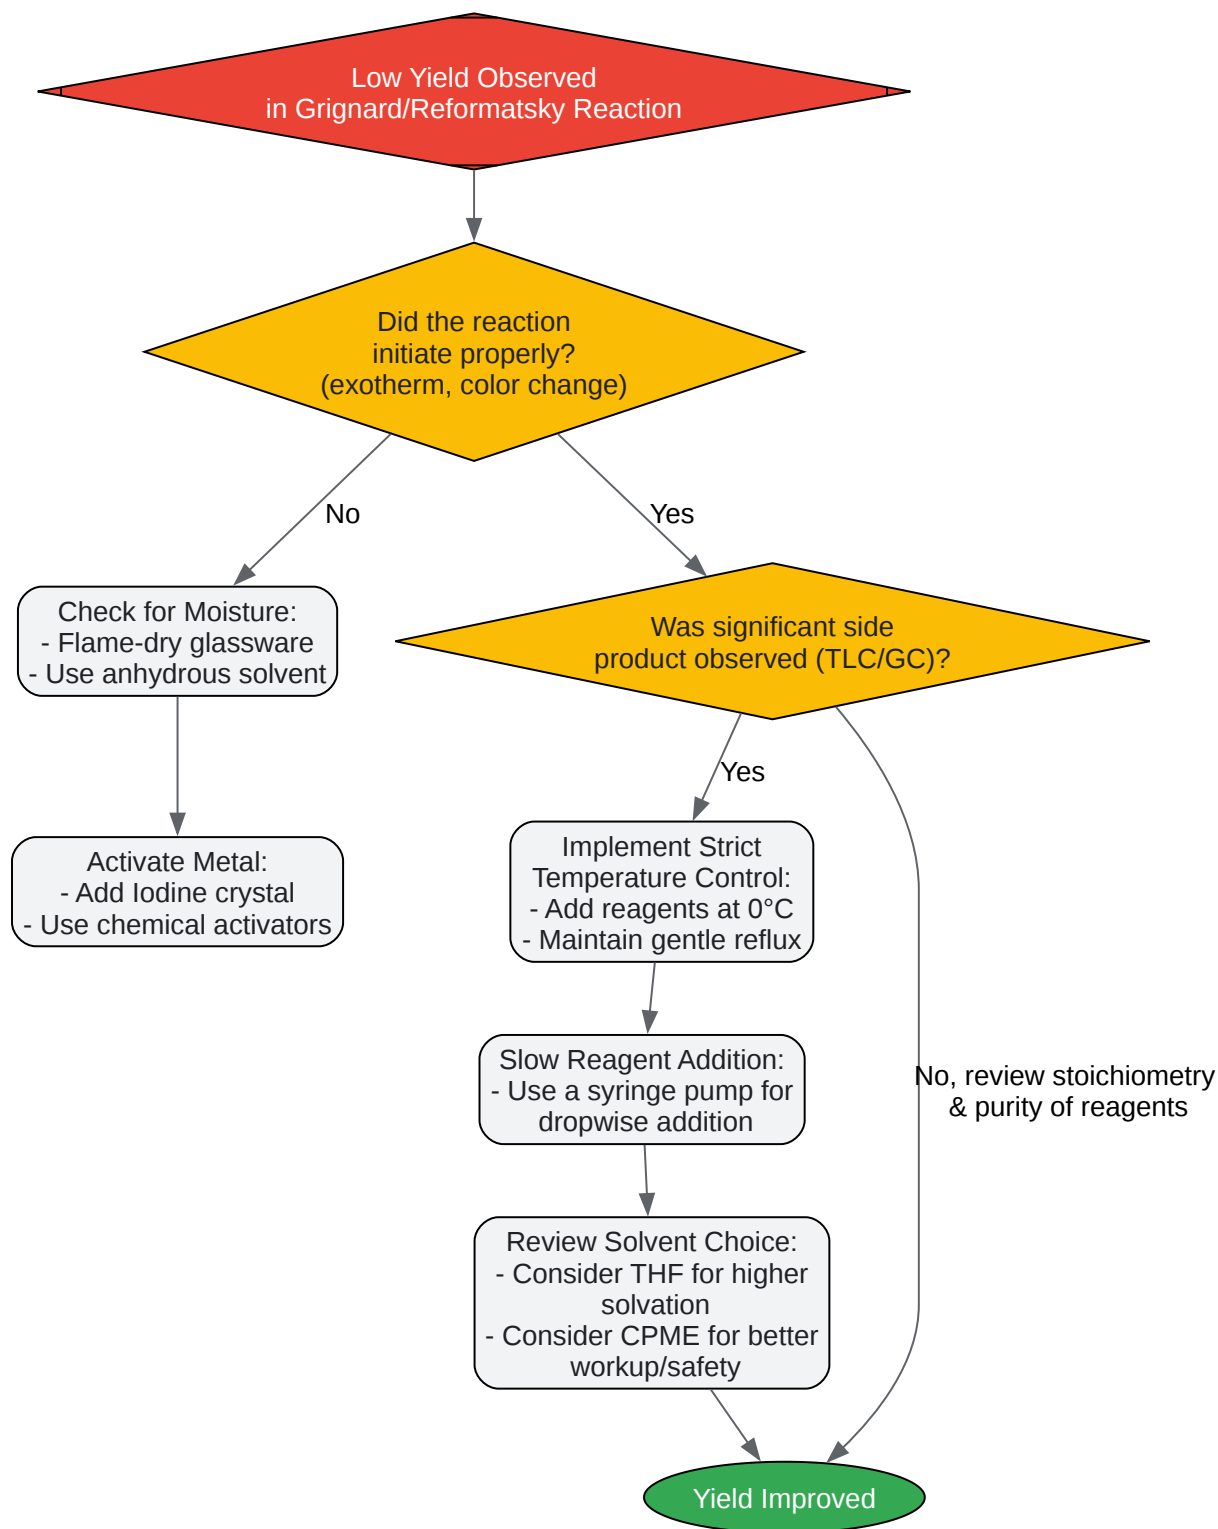 Low Yield Observed
in Grignard/Reformatsky Reaction
Did the reaction
initiate properly?
(exotherm, color change)
No
Yes
Check for Moisture:
- Flame-dry glassware
- Use anhydrous solvent
Was significant side
product observed (TLC/GC)?
Yes
Activate Metal:
- Add Iodine crystal
- Use chemical activators
Implement Strict
Temperature Control:
- Add reagents at 0°C
- Maintain gentle reflux
Slow Reagent Addition:
- Use a syringe pump for
dropwise addition
No, review stoichiometry
& purity of reagents
Review Solvent Choice:
- Consider THF for higher
solvation
- Consider CPME for better
workup/safety
Yield Improved